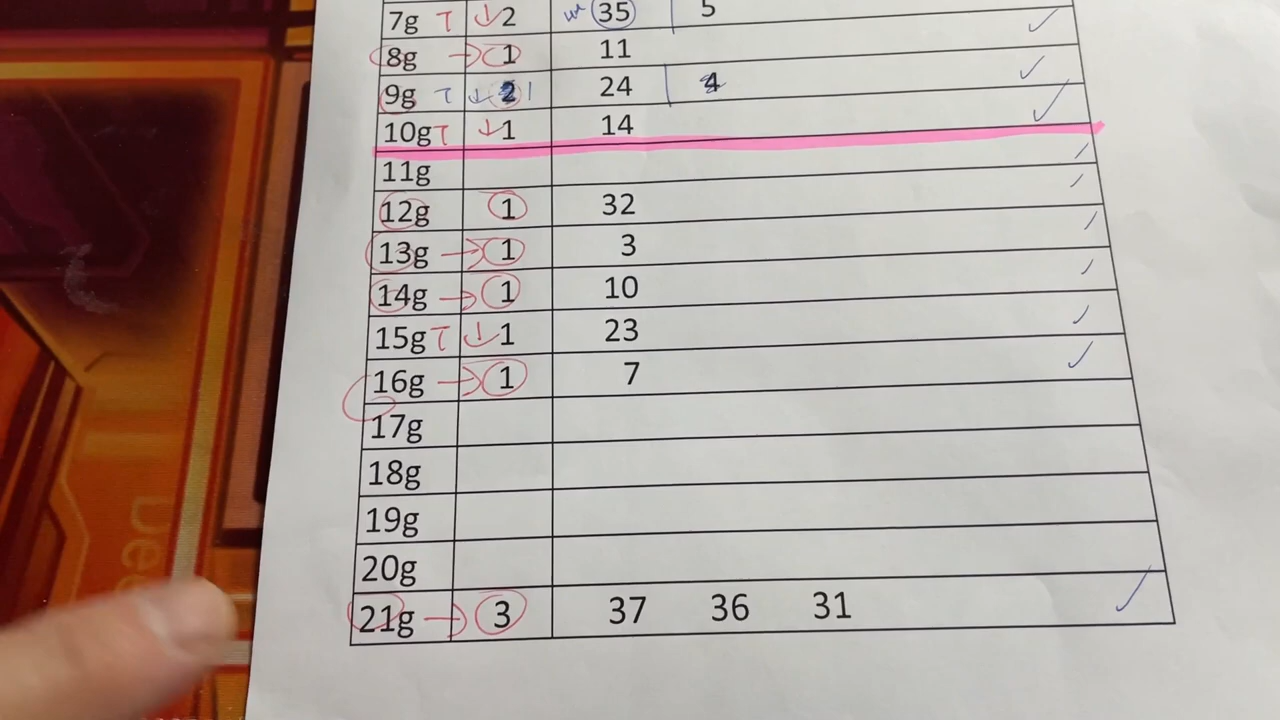 7g T ↓ 2 w 35 5
8g → 1 11
9g T ↓ 2 1 24 4
10g T ↓ 1 14
11g
12g 1 32
13g → 1 3
14g → 1 10
15g T ↓ 1 23
16g → 1 7
17g
18g
19g
20g
21g → 3 37 36 31